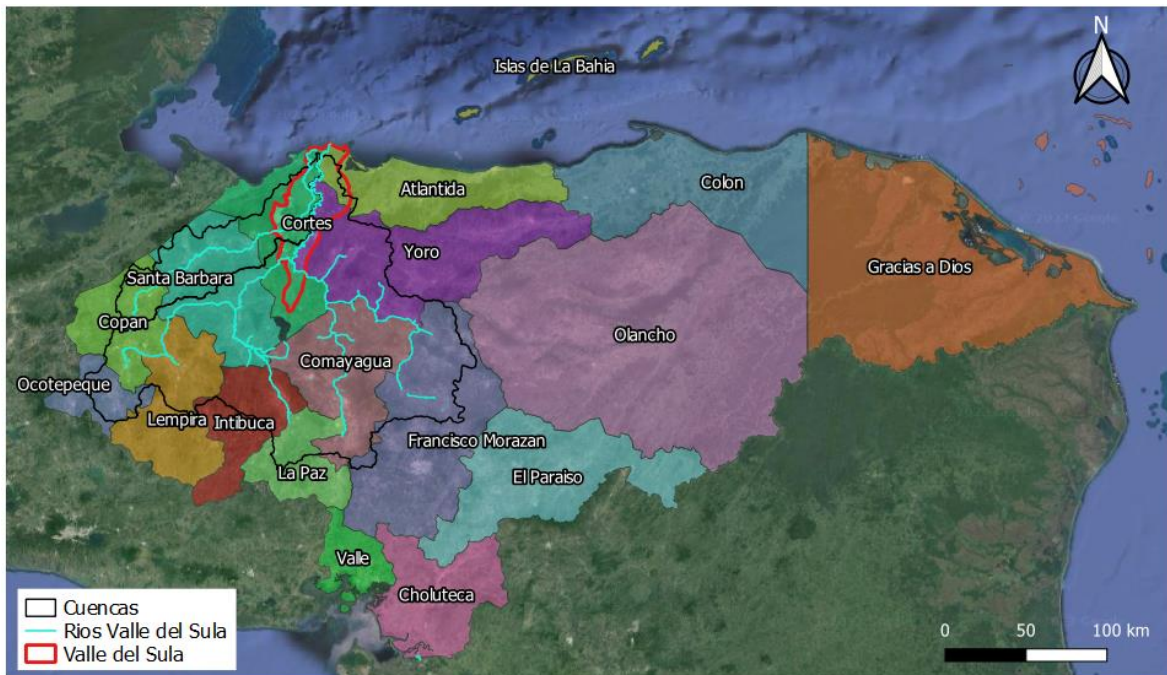 N
Islas de La Bahia
Atlantida
Colon
Cortes
Yoro
Gracias a Dios
Santa Barbara
Copan
Olancho
Comayagua
Ocotepeque
Lempira
Intibuca
Francisco Morazan
La Paz
El Paraiso
Valle
Choluteca
Cuencas
Rios Valle del Sula
Valle del Sula
0 50 100 km